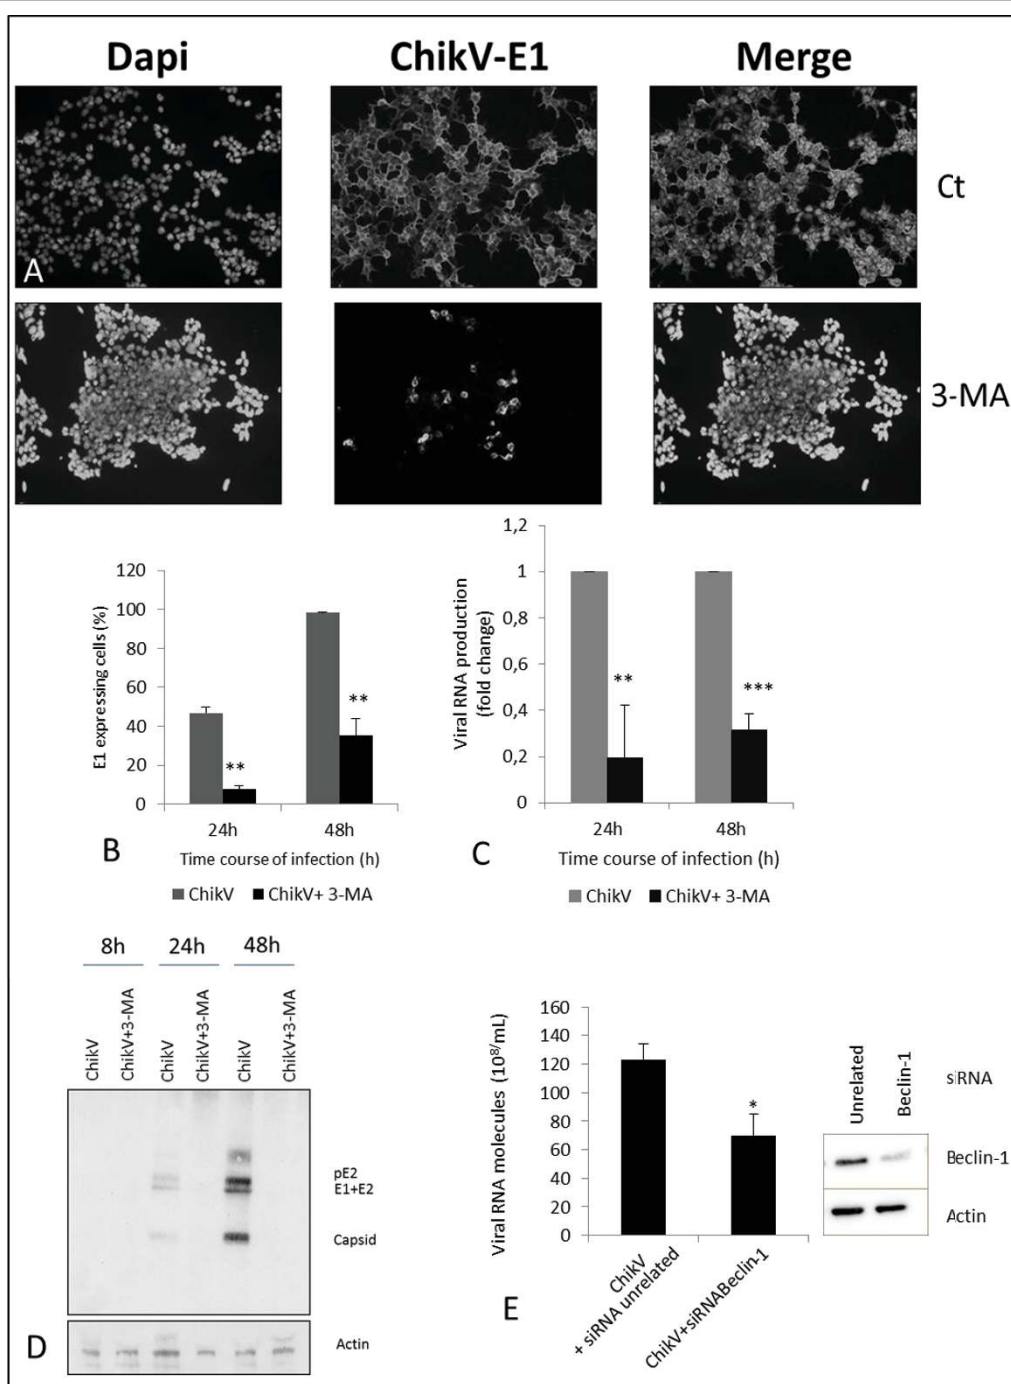 Dapi ChikV-E1 Merge
Ct
A
3-MA
E1 expressing cells (%)
120
100
80
60
40
20
0
**
**
24h 48h
Time course of infection (h)
B
ChikV ChikV+ 3-MA
Viral RNA production
(fold change)
1,2
1
0,8
0,6
0,4
0,2
0
**
***
24h 48h
Time course of infection (h)
C
ChikV ChikV+ 3-MA
8h 24h 48h
ChikV
ChikV+3-MA
ChikV
ChikV+3-MA
ChikV
ChikV+3-MA
pE2
E1+E2
Capsid
Actin
D
Viral RNA molecules (10⁸/mL)
160
140
120
100
80
60
40
20
0
*
ChikV
+ siRNA unrelated
ChikV+siRNABeclin-1
E
Unrelated
Beclin-1
siRNA
Beclin-1
Actin